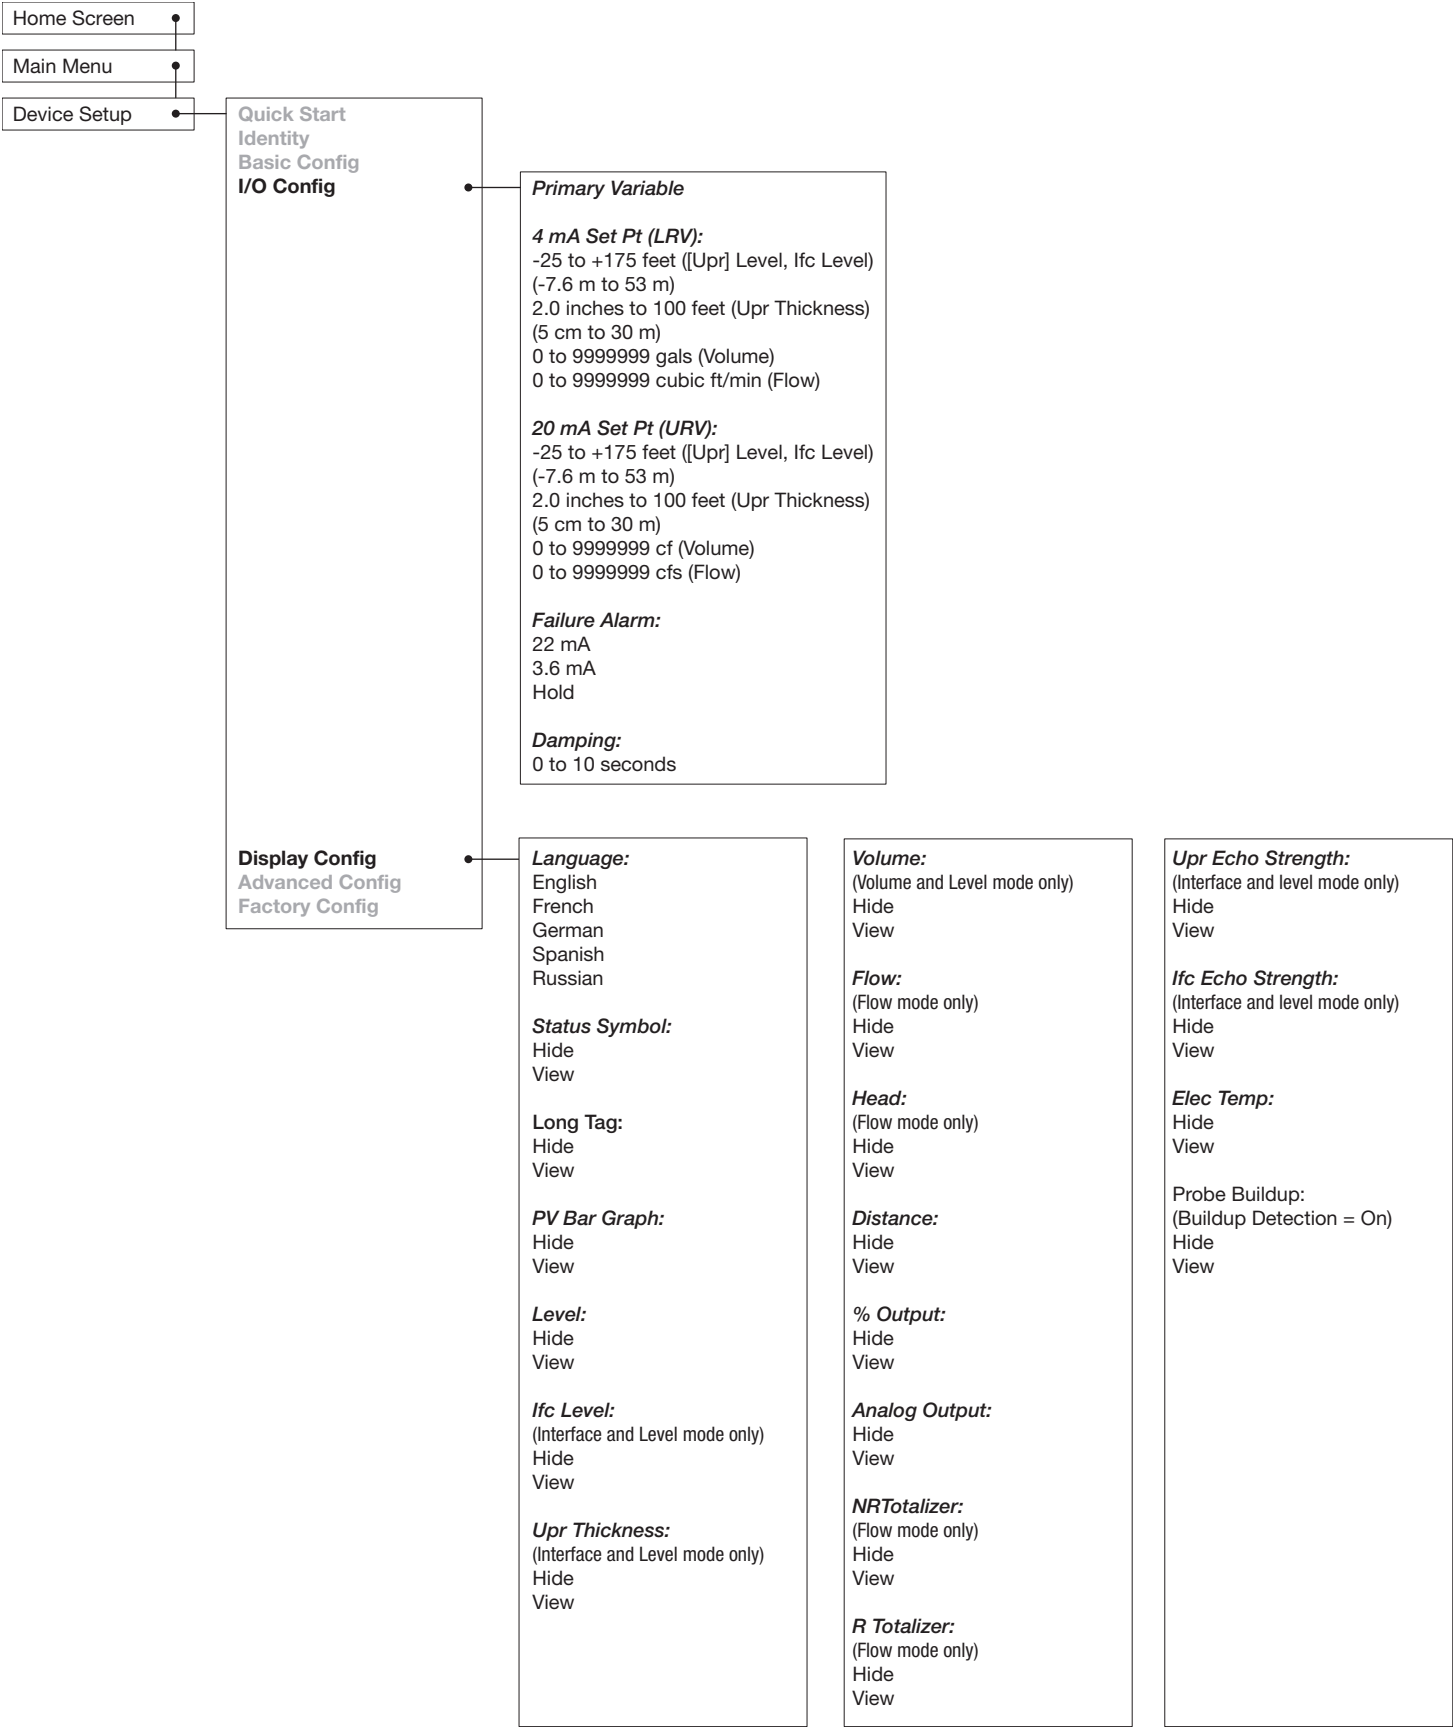 Home Screen
Main Menu
Device Setup
Quick Start
Identity
Basic Config
I/O Config
Primary Variable
4 mA Set Pt (LRV):
-25 to +175 feet ([Upr] Level, Ifc Level)
(-7.6 m to 53 m)
2.0 inches to 100 feet (Upr Thickness)
(5 cm to 30 m)
0 to 9999999 gals (Volume)
0 to 9999999 cubic ft/min (Flow)
20 mA Set Pt (URV):
-25 to +175 feet ([Upr] Level, Ifc Level)
(-7.6 m to 53 m)
2.0 inches to 100 feet (Upr Thickness)
(5 cm to 30 m)
0 to 9999999 cf (Volume)
0 to 9999999 cfs (Flow)
Failure Alarm:
22 mA
3.6 mA
Hold
Damping:
0 to 10 seconds
Display Config
Advanced Config
Factory Config
Language:
English
French
German
Spanish
Russian
Status Symbol:
Hide
View
Long Tag:
Hide
View
PV Bar Graph:
Hide
View
Level:
Hide
View
Ifc Level:
(Interface and Level mode only)
Hide
View
Upr Thickness:
(Interface and Level mode only)
Hide
View
Volume:
(Volume and Level mode only)
Hide
View
Flow:
(Flow mode only)
Hide
View
Head:
(Flow mode only)
Hide
View
Distance:
Hide
View
% Output:
Hide
View
Analog Output:
Hide
View
NRTotalizer:
(Flow mode only)
Hide
View
R Totalizer:
(Flow mode only)
Hide
View
Upr Echo Strength:
(Interface and level mode only)
Hide
View
Ifc Echo Strength:
(Interface and level mode only)
Hide
View
Elec Temp:
Hide
View
Probe Buildup:
(Buildup Detection = On)
Hide
View